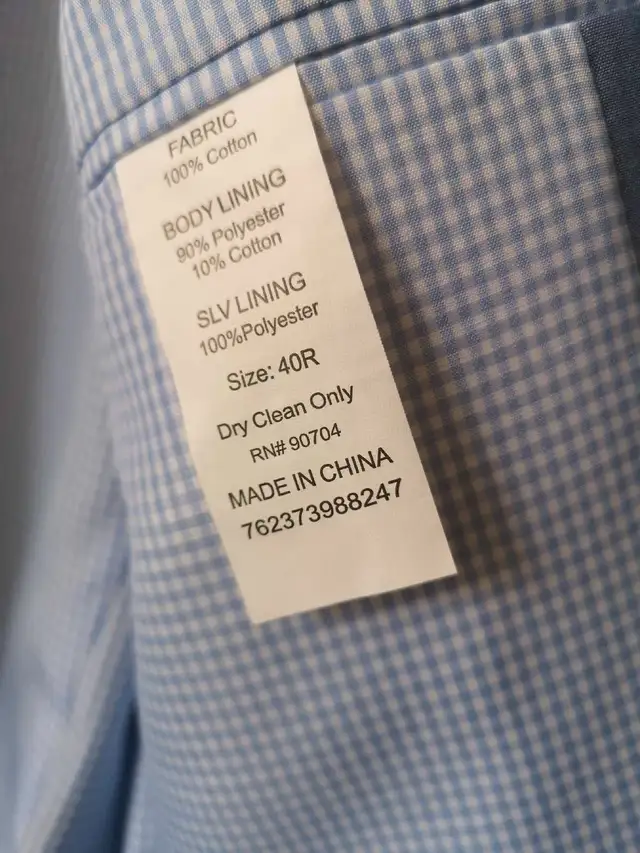 FABRIC
100% Cotton
BODY LINING
90% Polyester
10% Cotton
SLV LINING
100%Polyester
Size: 40R
Dry Clean Only
RN# 90704
MADE IN CHINA
762373988247